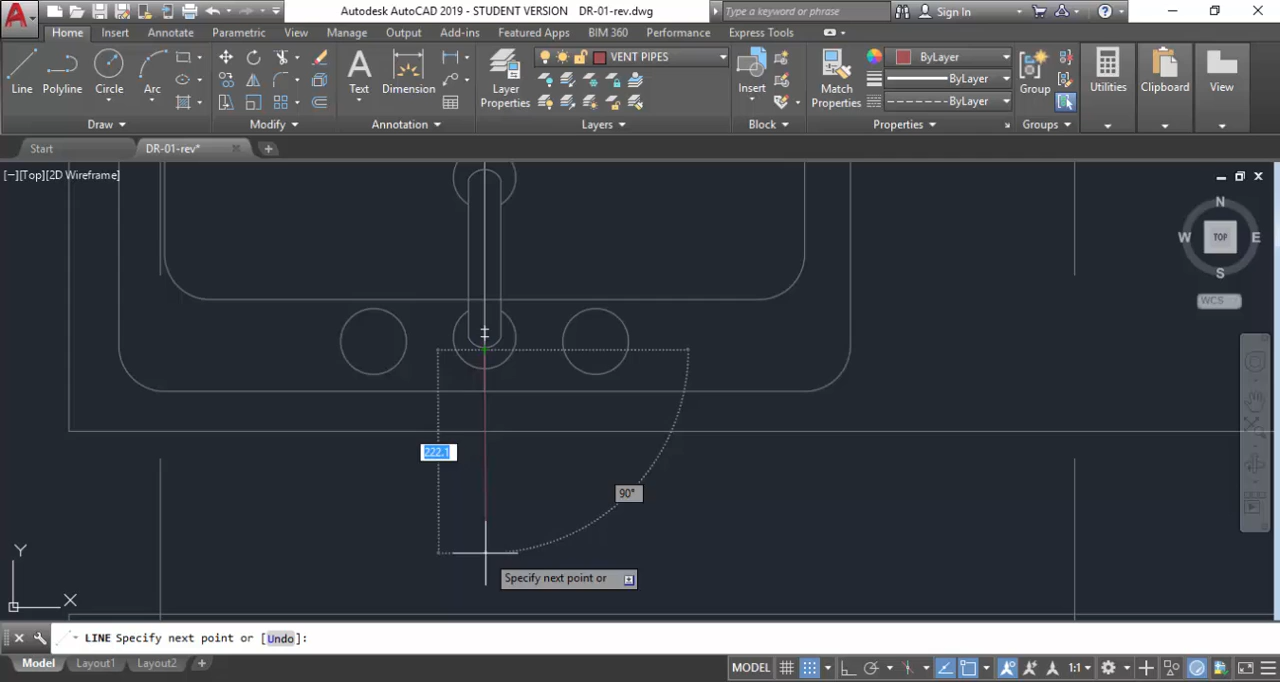 Autodesk AutoCAD 2019 - STUDENT VERSION DR-01-rev.dwg
Type a keyword or phrase
Sign In
Home Insert Annotate Parametric View Manage Output Add-ins Featured Apps BIM 360 Performance Express Tools
VENT PIPES
ByLayer
ByLayer
ByLayer
Line Polyline Circle Arc Text Dimension Layer Properties Insert Match Properties Group Utilities Clipboard View
Draw Modify Annotation Layers Block Properties Groups
Start DR-01-rev*
[−][Top][2D Wireframe]
N
W TOP E
S
WCS
222.1
90°
Specify next point or
Y
X
LINE Specify next point or [Undo]:
Model Layout1 Layout2 MODEL 1:1